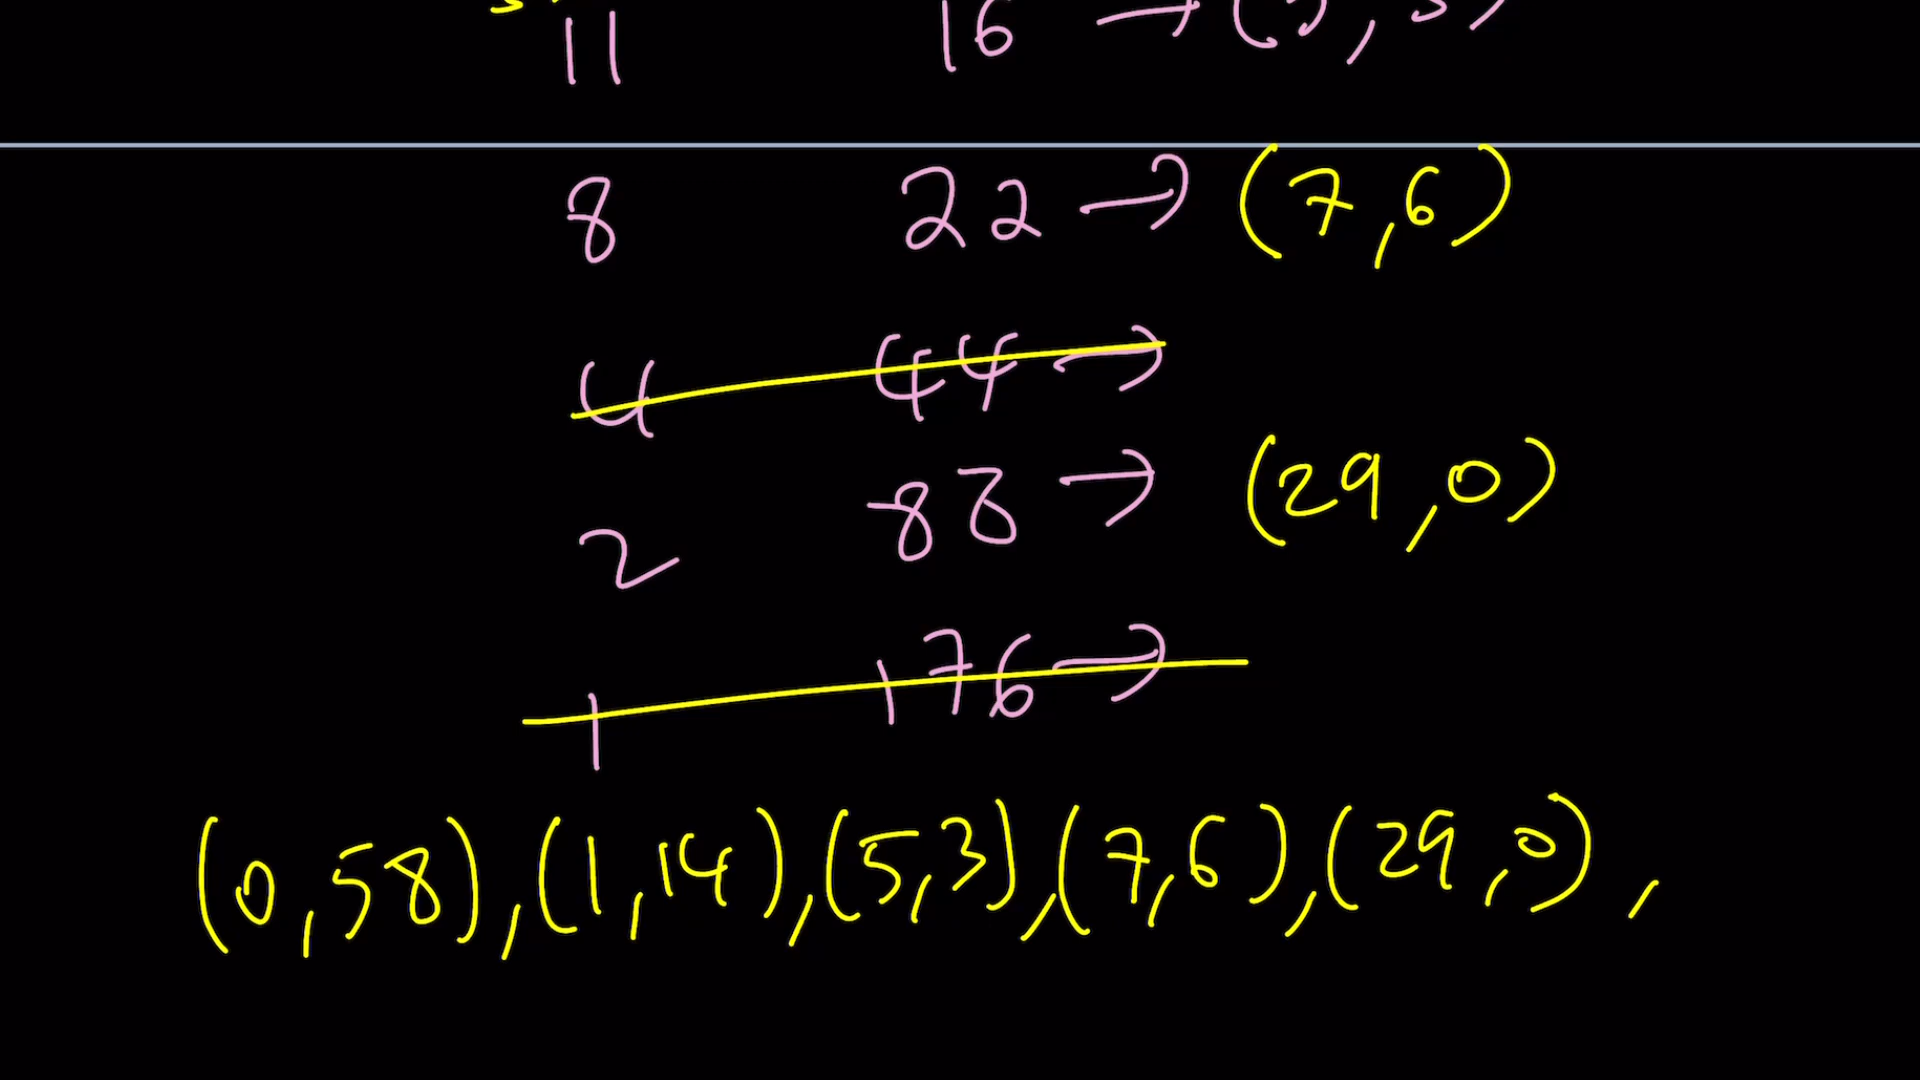 11 16 → ( , )
8 22 → (7,6)
4 44 →
2 88 → (29,0)
1 176 →
(0,58),(1,14),(5,3),(7,6),(29,0),